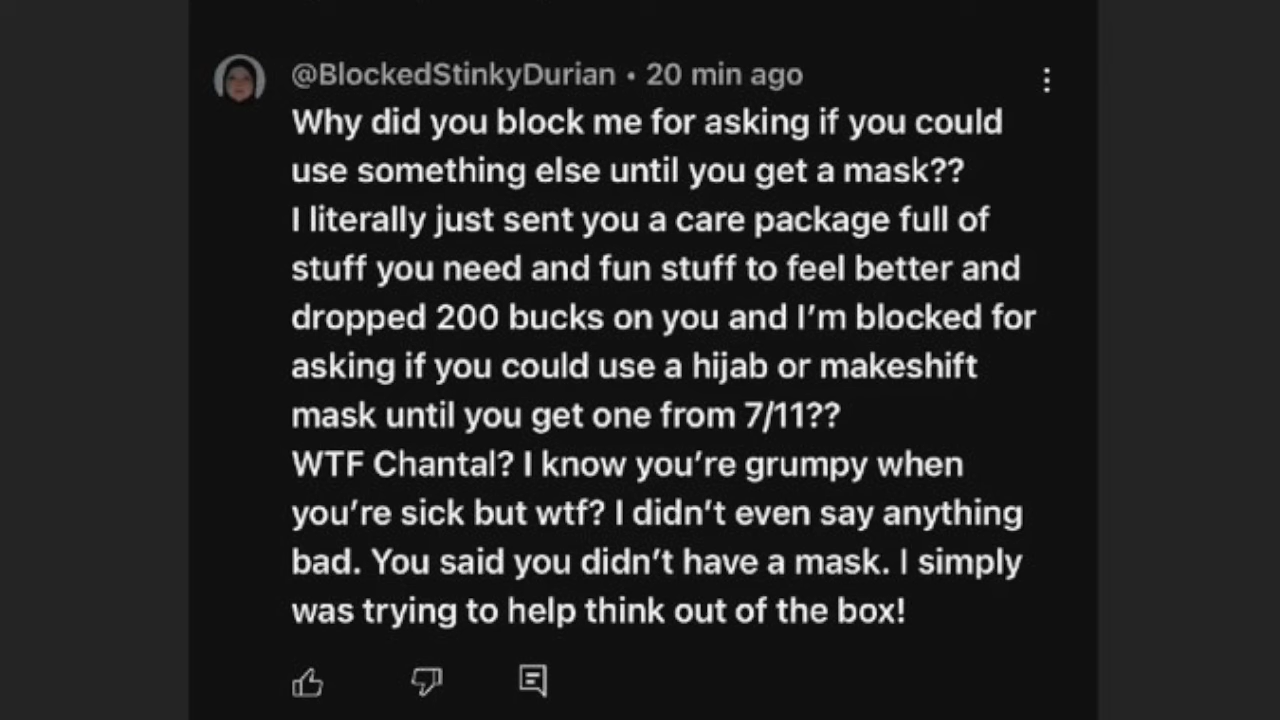 @BlockedStinkyDurian • 20 min ago
Why did you block me for asking if you could
use something else until you get a mask??
I literally just sent you a care package full of
stuff you need and fun stuff to feel better and
dropped 200 bucks on you and I'm blocked for
asking if you could use a hijab or makeshift
mask until you get one from 7/11??
WTF Chantal? I know you're grumpy when
you're sick but wtf? I didn't even say anything
bad. You said you didn't have a mask. I simply
was trying to help think out of the box!